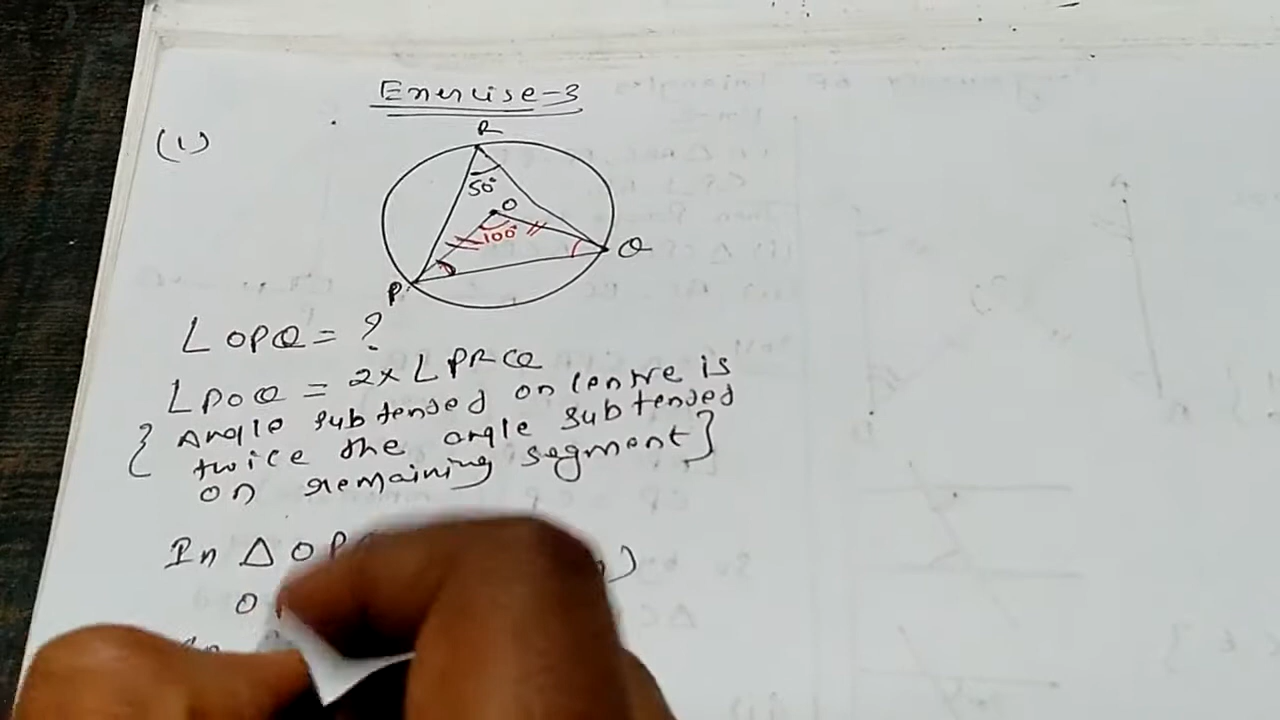 Exercise-3
(1)
R
50°
O
100°
Q
P
∠OPQ = ?
∠POQ = 2x ∠PRQ
{ Angle subtended on centre is
twice the angle subtended
on remaining segment }
In △ OP
O